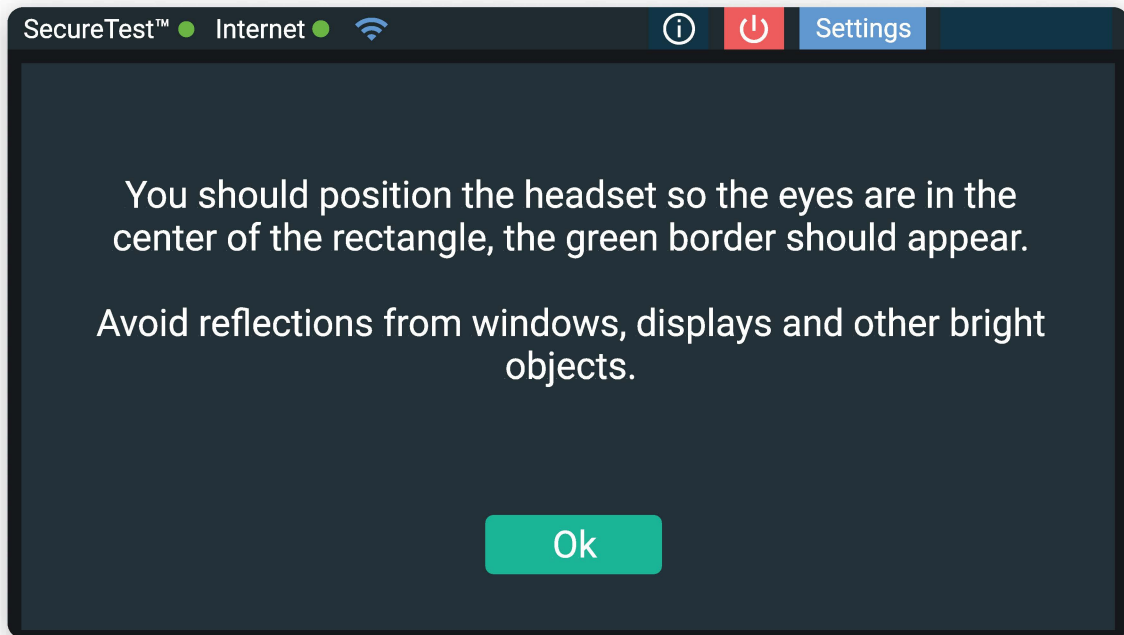 SecureTest™ Internet Settings
You should position the headset so the eyes are in the
center of the rectangle, the green border should appear.
Avoid reflections from windows, displays and other bright
objects.
Ok